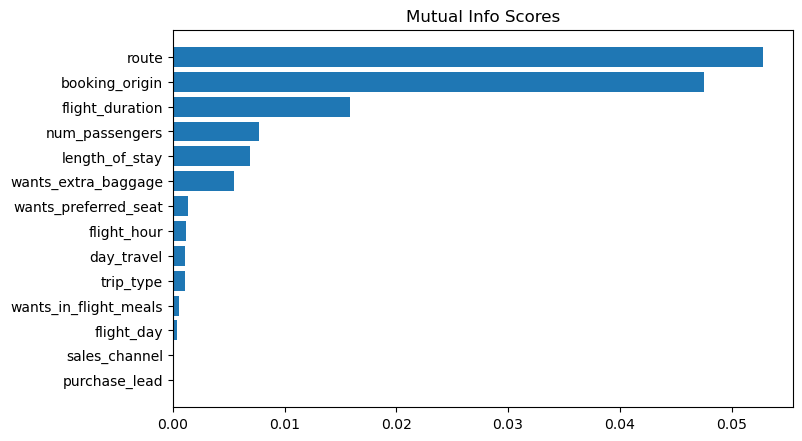 Mutual Info Scores
route
booking_origin
flight_duration
num_passengers
length_of_stay
wants_extra_baggage
wants_preferred_seat
flight_hour
day_travel
trip_type
wants_in_flight_meals
flight_day
sales_channel
purchase_lead
0.00 0.01 0.02 0.03 0.04 0.05